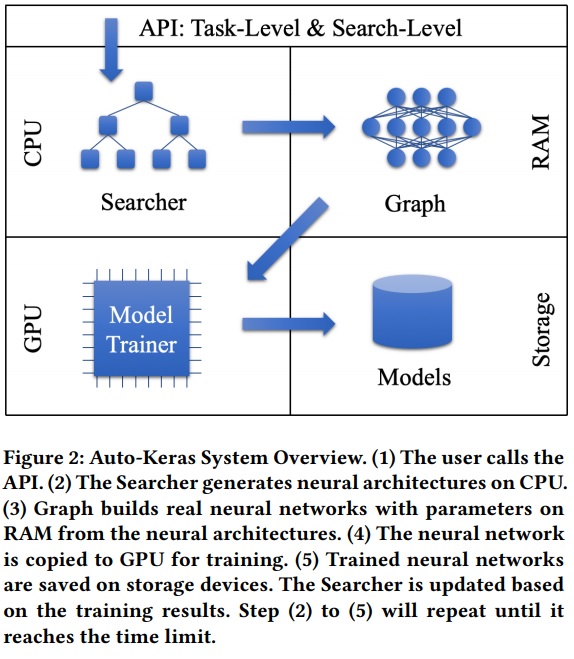 API: Task-Level & Search-Level
CPU
Searcher
Graph
RAM
GPU
Model
Trainer
Models
Storage
Figure 2: Auto-Keras System Overview. (1) The user calls the
API. (2) The Searcher generates neural architectures on CPU.
(3) Graph builds real neural networks with parameters on
RAM from the neural architectures. (4) The neural network
is copied to GPU for training. (5) Trained neural networks
are saved on storage devices. The Searcher is updated based
on the training results. Step (2) to (5) will repeat until it
reaches the time limit.